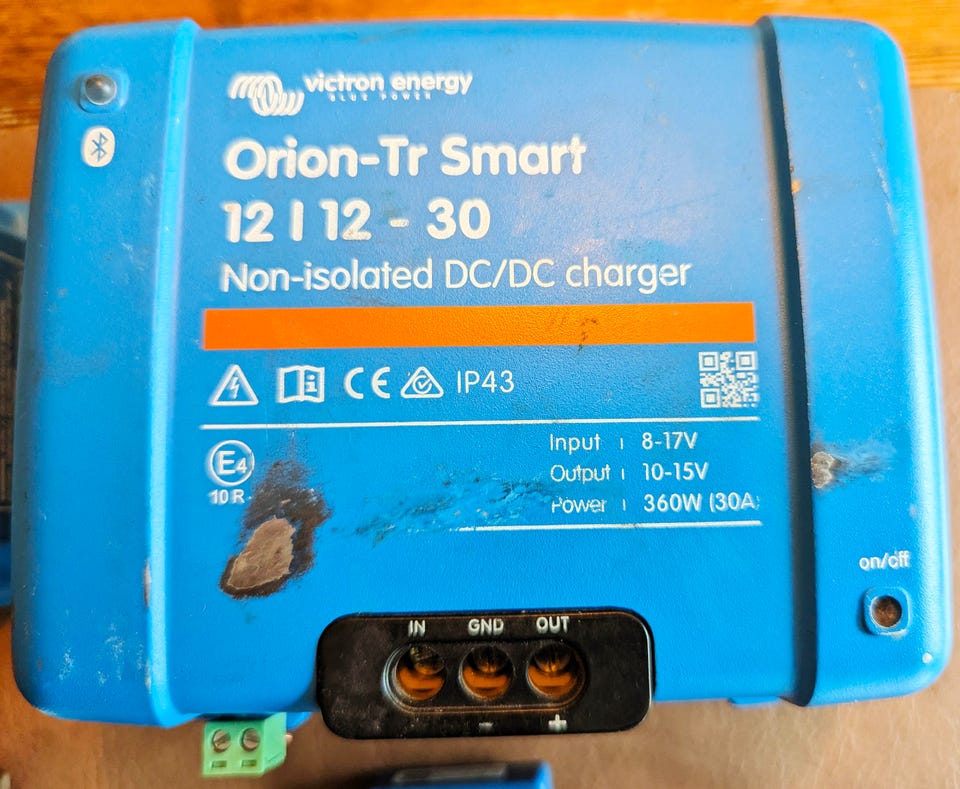 victron energy
BLUE POWER
Orion-Tr Smart
12 | 12 - 30
Non-isolated DC/DC charger
CE IP43
Input | 8-17V
E4 Output | 10-15V
10 R- Power | 360W (30A)
on/off
IN GND OUT
- +